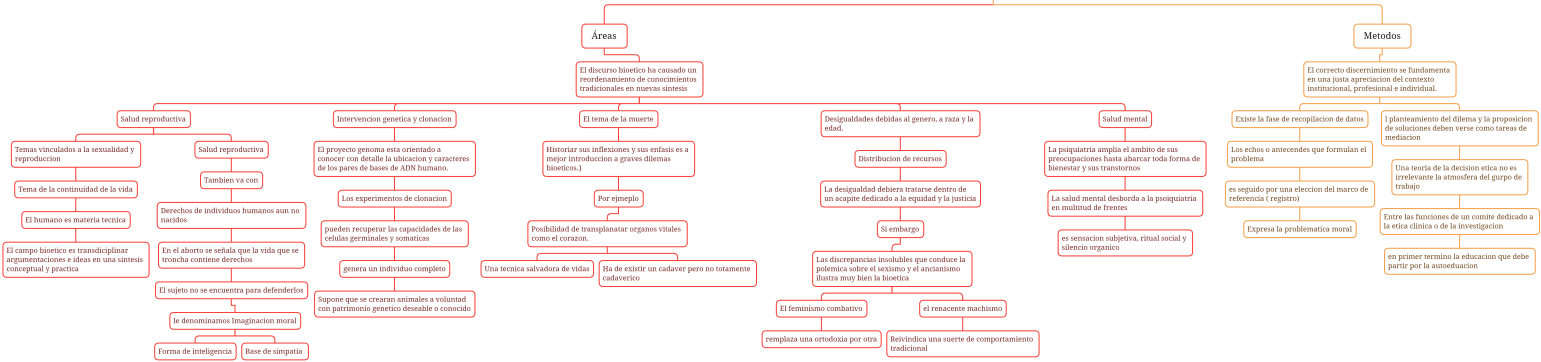 Áreas
El discurso bioetico ha causado un
reordenamiento de conocimientos
tradicionales en nuevas sintesis
Salud reproductiva
Temas vinculados a la sexualidad y
reproduccion
Tema de la continuidad de la vida
El humano es materia tecnica
El campo bioetico es transdiciplinar
argumentaciones e ideas en una sintesis
conceptual y practica
Salud reproductiva
Tambien va con
Derechos de individuos humanos aun no
nacidos
En el aborto se señala que la vida que se
troncha contiene derechos
El sujeto no se encuentra para defenderlos
le denominamos Imaginacion moral
Forma de inteligencia
Base de simpatia
Intervencion genetica y clonacion
El proyecto genoma esta orientado a
conocer con detalle la ubicacion y caracteres
de los pares de bases de ADN humano.
Los experimentos de clonacion
pueden recuperar las capacidades de las
celulas germinales y somaticas
genera un individuo completo
Supone que se crearan animales a voluntad
con patrimonio genetico deseable o conocido
El tema de la muerte
Historiar sus inflexiones y sus enfasis es a
mejor introduccion a graves dilemas
bioeticos.)
Por ejmeplo
Posibilidad de transplanatar organos vitales
como el corazon.
Una tecnica salvadora de vidas
Ha de existir un cadaver pero no totamente
cadaverico
Desigualdades debidas al genero, a raza y la
edad.
Distribucion de recursos
La desigualdad debiera tratarse dentro de
un acapite dedicado a la equidad y la justicia
Si embargo
Las discrepancias insolubles que conduce la
polemica sobre el sexismo y el ancianismo
ilustra muy bien la bioetica
El feminismo combativo
remplaza una ortodoxia por otra
el renacente machismo
Reivindica una suerte de comportamiento
tradicional
Salud mental
La psiquiatria amplia el ambito de sus
preocupaciones hasta abarcar toda forma de
bienestar y sus transtornos
La salud mental desborda a la psoiquiatria
en multitud de frentes
es sensacion subjetiva, ritual social y
silencio organico
Metodos
El correcto discernimiento se fundamenta
en una justa apreciacion del contexto
institucional, profesional e individual.
Existe la fase de recopilacion de datos
Los echos o antecendes que formulan el
problema
es seguido por una eleccion del marco de
referencia ( registro)
Expresa la problematica moral
l planteamiento del dilema y la proposicion
de soluciones deben verse como tareas de
mediacion
Una teoria de la decision etica no es
irrelevante la atmosfera del gurpo de
trabajo
Entre las funciones de un comite dedicado a
la etica clinica o de la investigacion
en primer termino la educacion que debe
partir por la autoeduacion